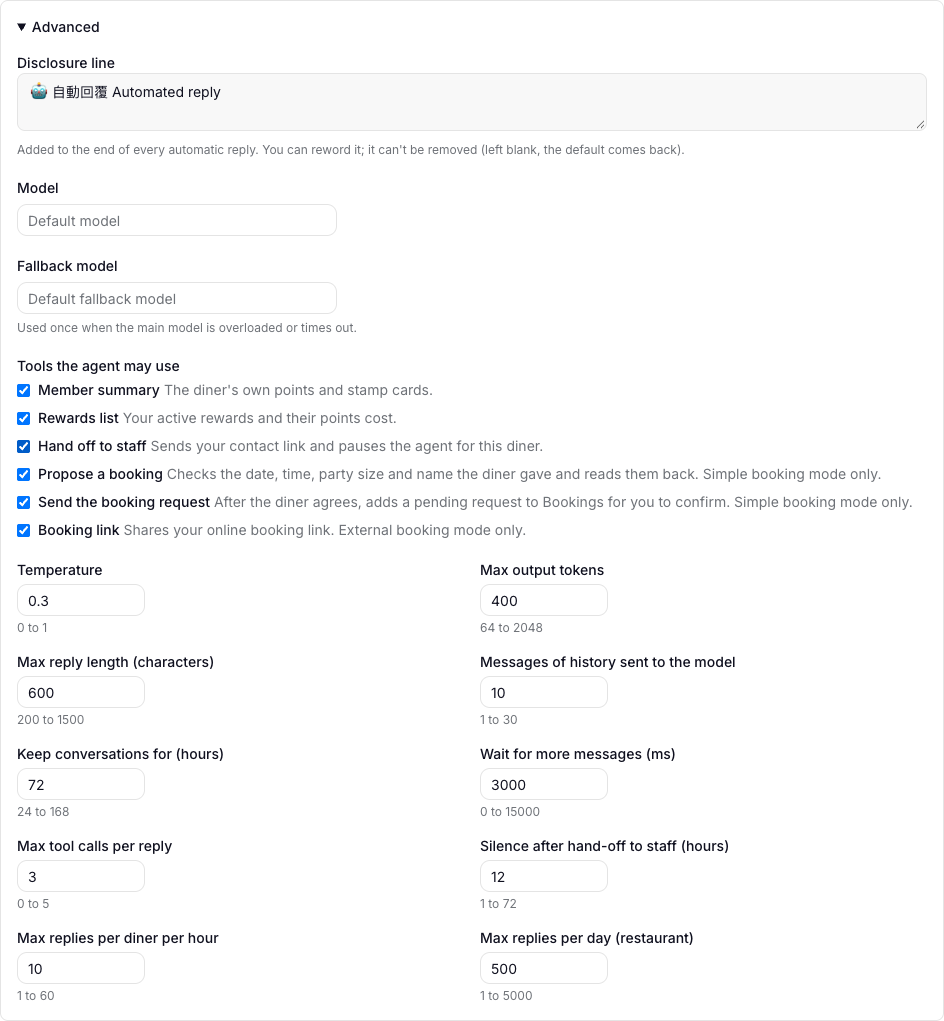 ▼ Advanced
Disclosure line
🤖 自動回覆 Automated reply
Added to the end of every automatic reply. You can reword it; it can't be removed (left blank, the default comes back).
Model
Default model
Fallback model
Default fallback model
Used once when the main model is overloaded or times out.
Tools the agent may use
Member summary The diner's own points and stamp cards.
Rewards list Your active rewards and their points cost.
Hand off to staff Sends your contact link and pauses the agent for this diner.
Propose a booking Checks the date, time, party size and name the diner gave and reads them back. Simple booking mode only.
Send the booking request After the diner agrees, adds a pending request to Bookings for you to confirm. Simple booking mode only.
Booking link Shares your online booking link. External booking mode only.
Temperature
0.3
0 to 1
Max output tokens
400
64 to 2048
Max reply length (characters)
600
200 to 1500
Messages of history sent to the model
10
1 to 30
Keep conversations for (hours)
72
24 to 168
Wait for more messages (ms)
3000
0 to 15000
Max tool calls per reply
3
0 to 5
Silence after hand-off to staff (hours)
12
1 to 72
Max replies per diner per hour
10
1 to 60
Max replies per day (restaurant)
500
1 to 5000